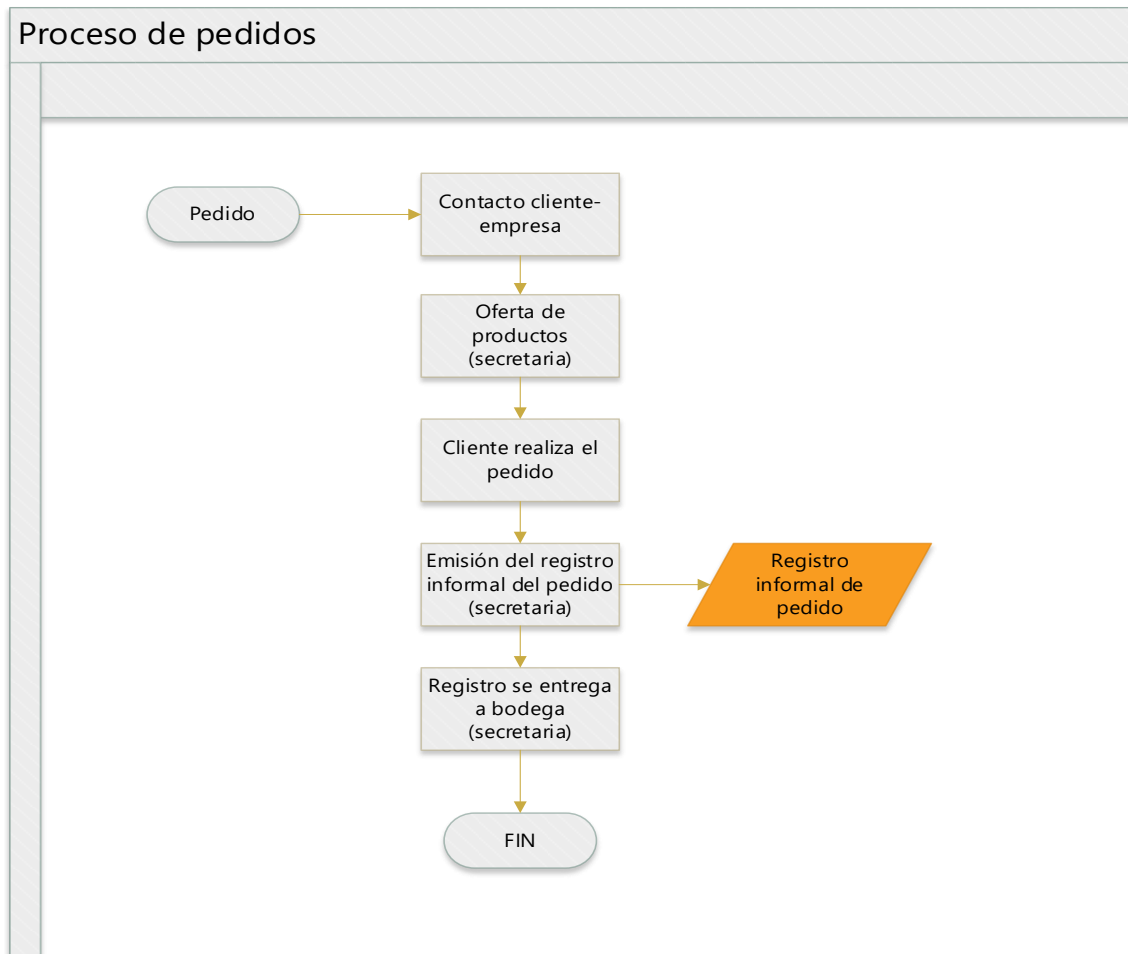 Proceso de pedidos
Pedido
Contacto cliente-
empresa
Oferta de
productos
(secretaria)
Cliente realiza el
pedido
Emisión del registro
informal del pedido
(secretaria)
Registro
informal de
pedido
Registro se entrega
a bodega
(secretaria)
FIN